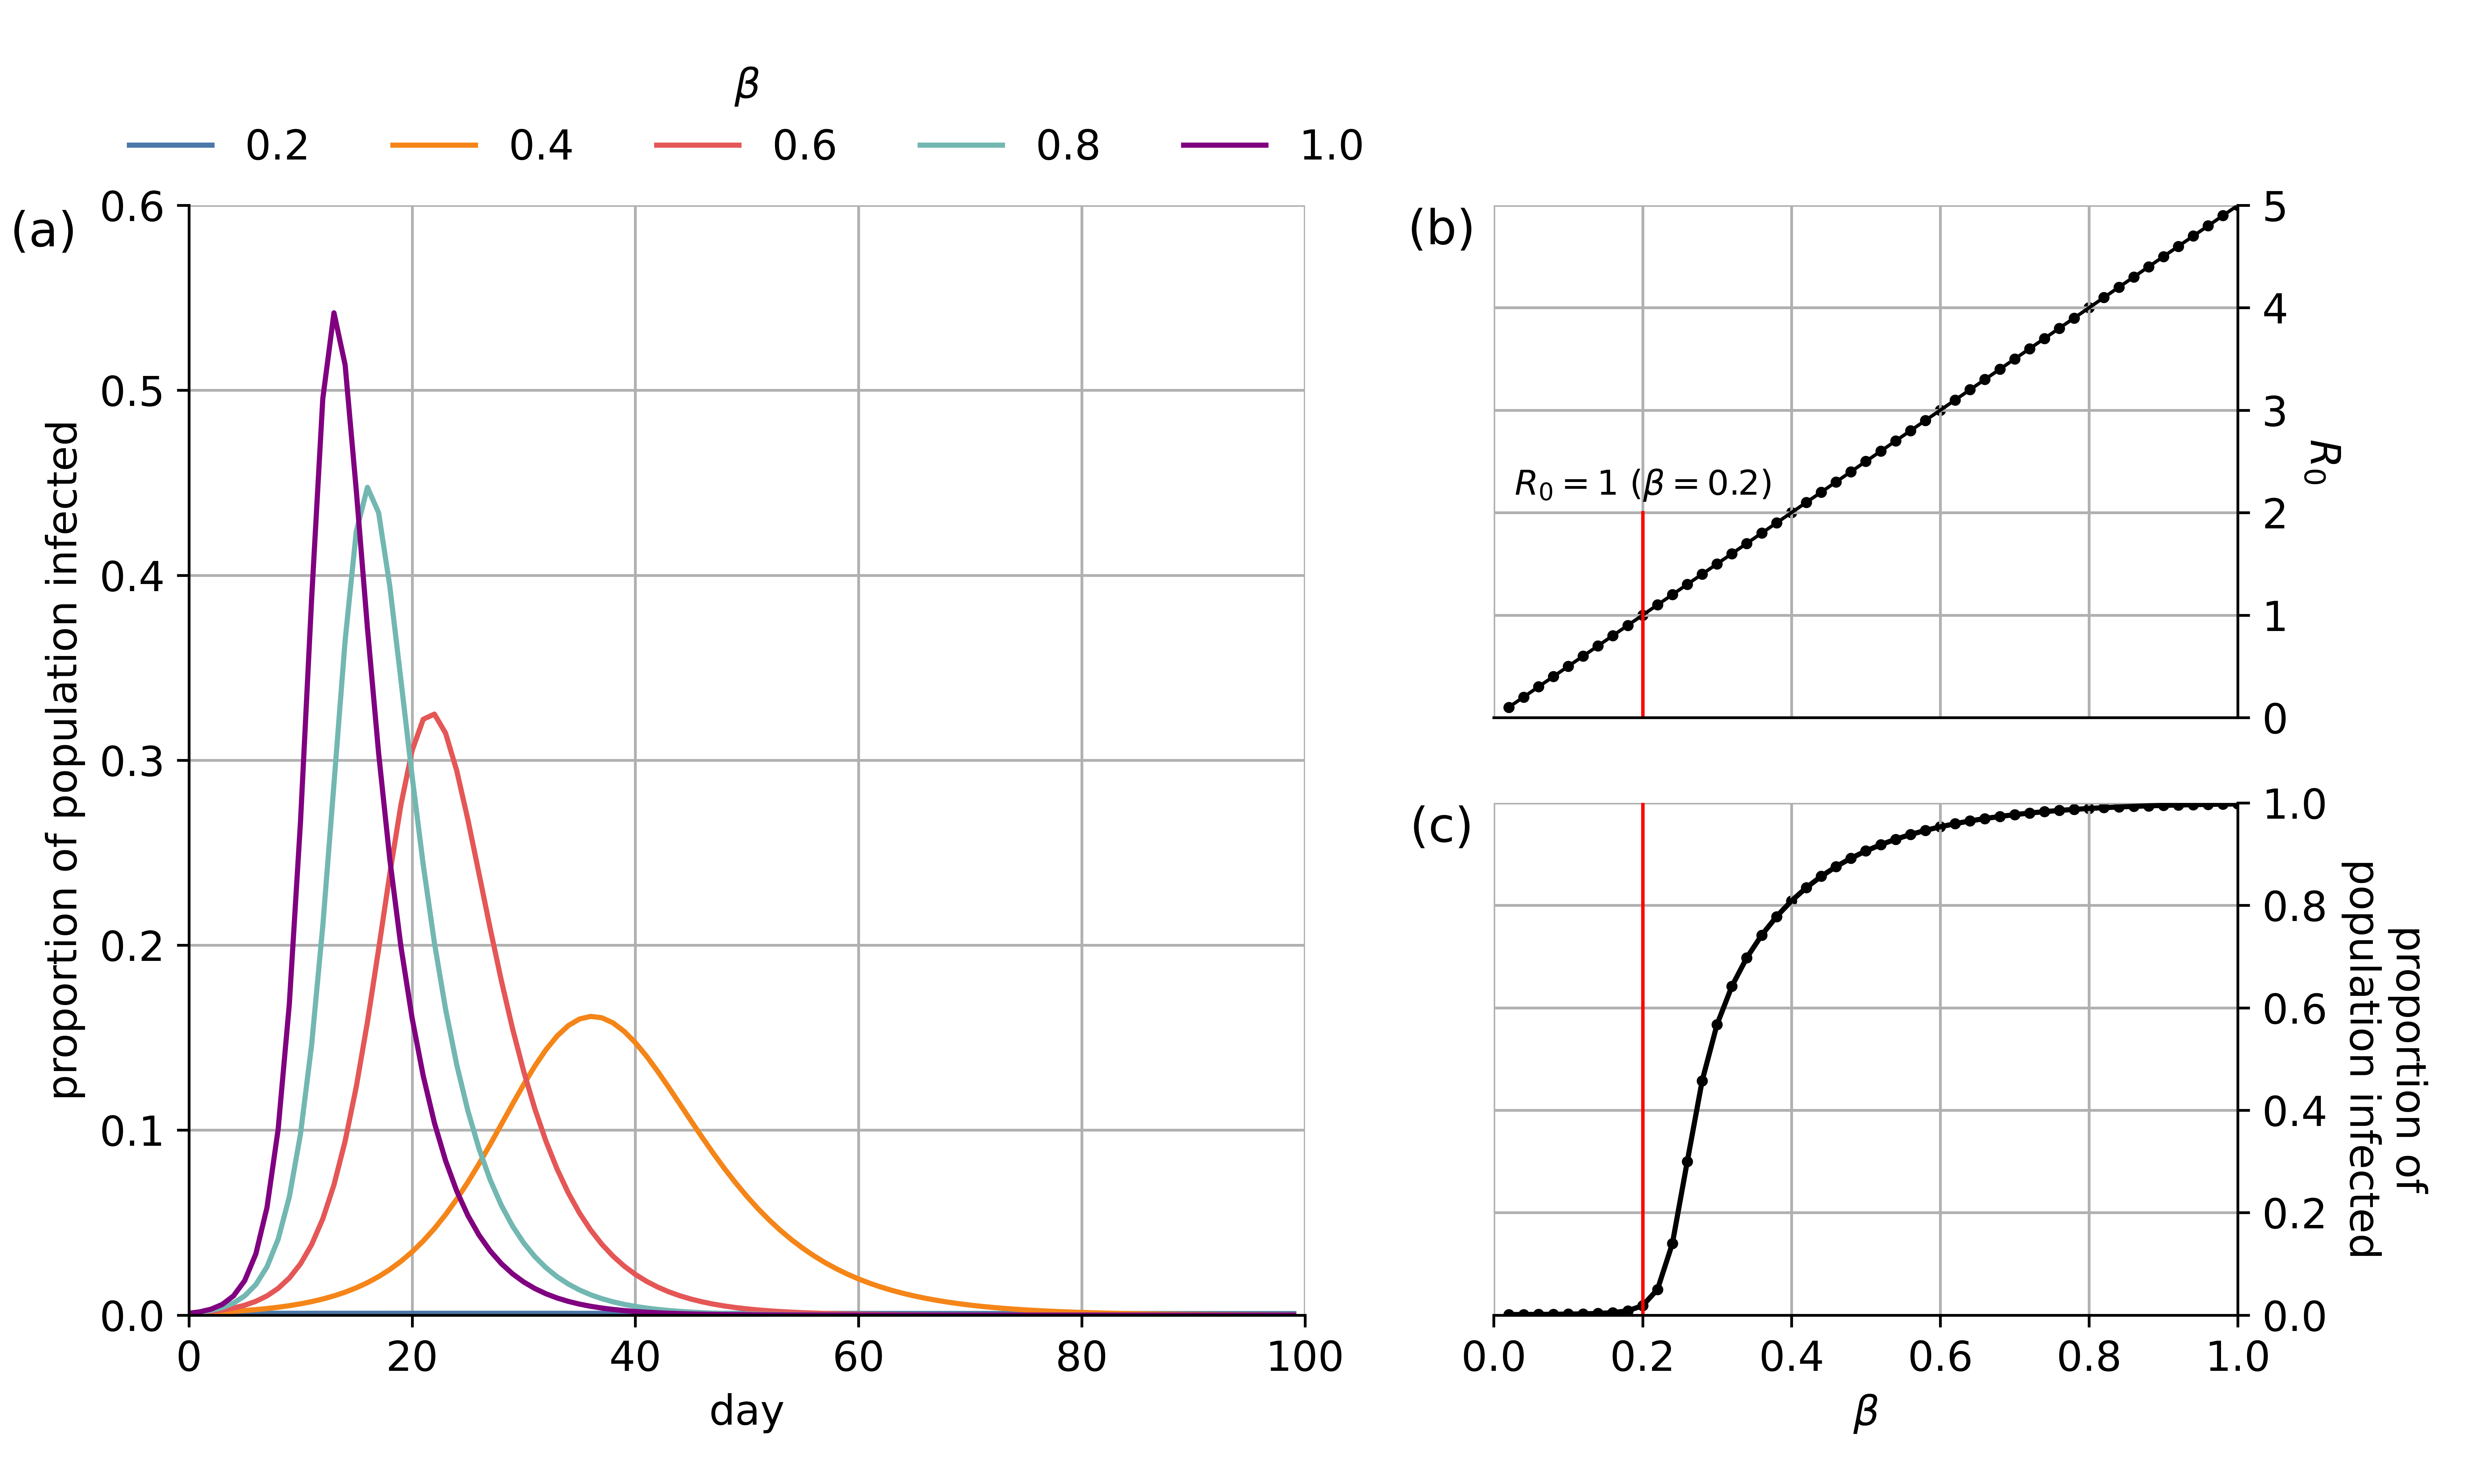 β
0.2 0.4 0.6 0.8 1.0
(a)
0.6
0.5
0.4
0.3
0.2
0.1
0.0
proportion of population infected
0 20 40 60 80 100
day
(b)
R₀ = 1 (β = 0.2)
5
4
3
2
1
0
R₀
(c)
1.0
0.8
0.6
0.4
0.2
0.0
proportion of
population infected
0.0 0.2 0.4 0.6 0.8 1.0
β